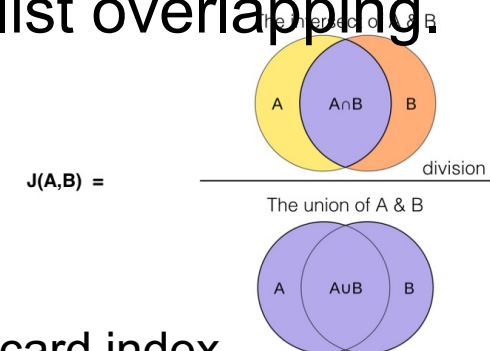 list overlapping.
The intersect of A & B
A A∩B B
J(A,B) =
division
The union of A & B
A A∪B B
card index